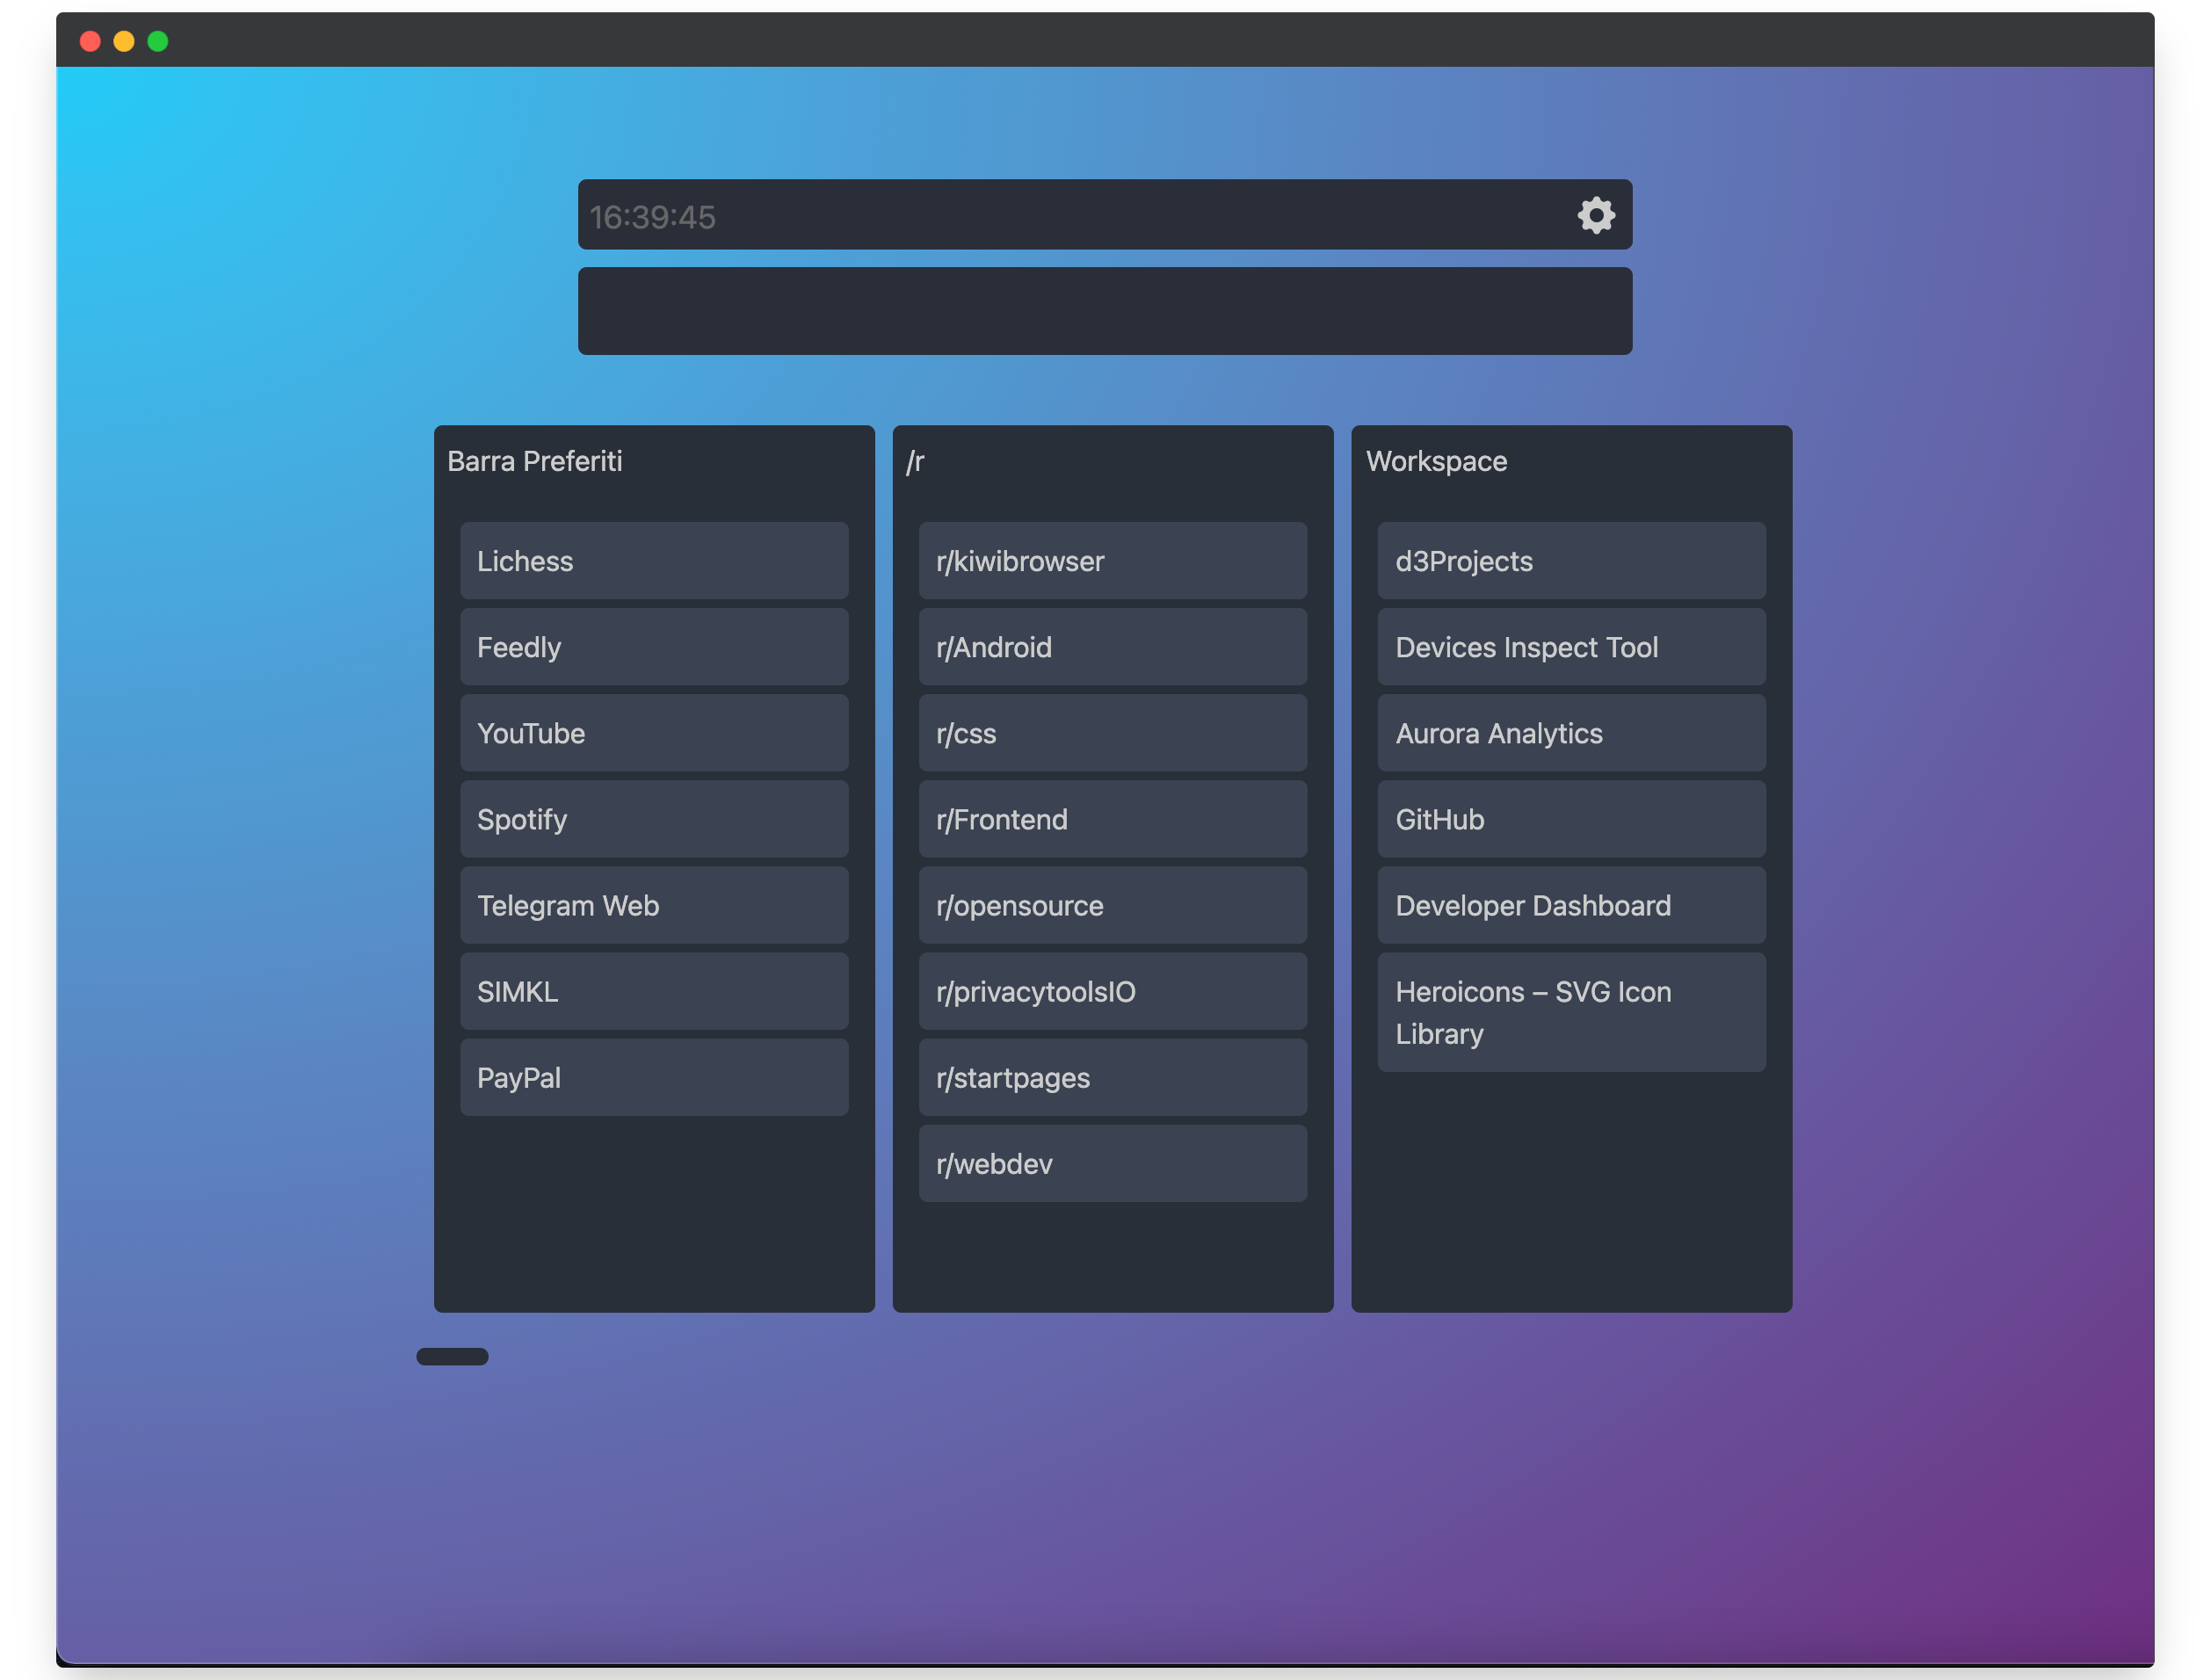 16:39:45
Barra Preferiti
Lichess
Feedly
YouTube
Spotify
Telegram Web
SIMKL
PayPal
/r
r/kiwibrowser
r/Android
r/css
r/Frontend
r/opensource
r/privacytoolsIO
r/startpages
r/webdev
Workspace
d3Projects
Devices Inspect Tool
Aurora Analytics
GitHub
Developer Dashboard
Heroicons – SVG Icon
Library